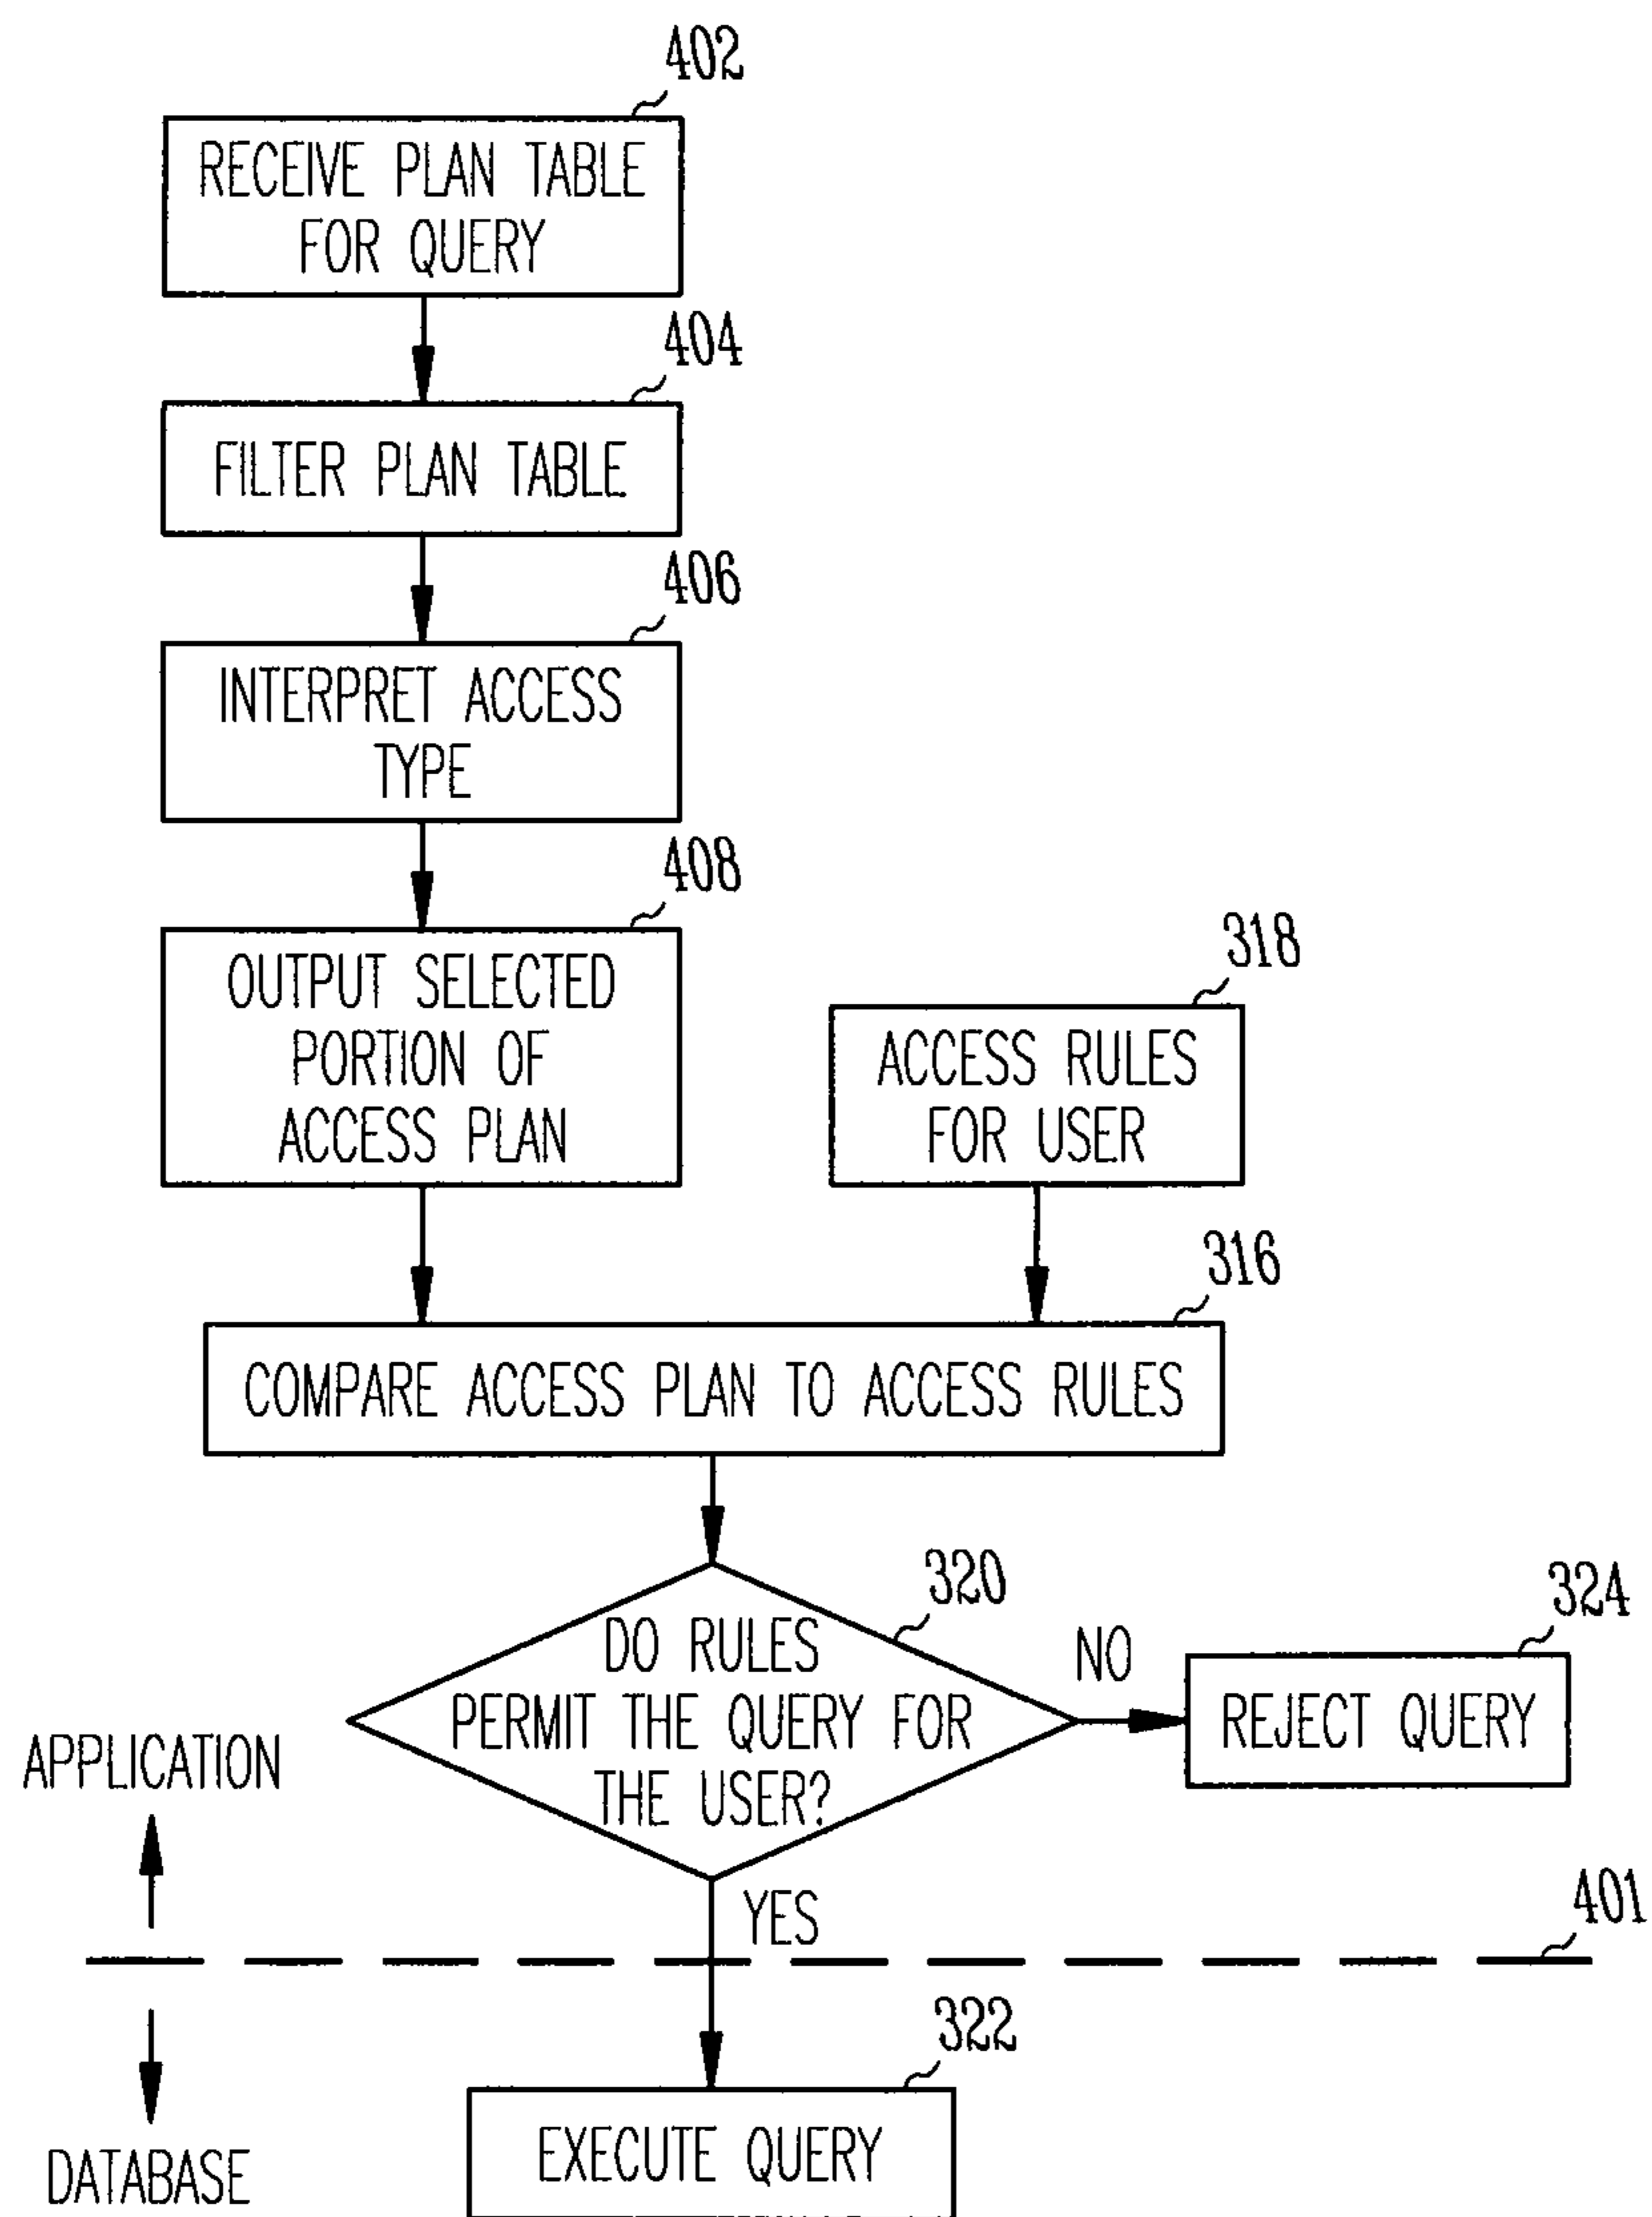 402
RECEIVE PLAN TABLE
FOR QUERY
404
FILTER PLAN TABLE
406
INTERPRET ACCESS
TYPE
408
OUTPUT SELECTED
PORTION OF
ACCESS PLAN
318
ACCESS RULES
FOR USER
316
COMPARE ACCESS PLAN TO ACCESS RULES
320
DO RULES
PERMIT THE QUERY FOR
THE USER?
NO
324
REJECT QUERY
APPLICATION
YES
401
322
EXECUTE QUERY
DATABASE